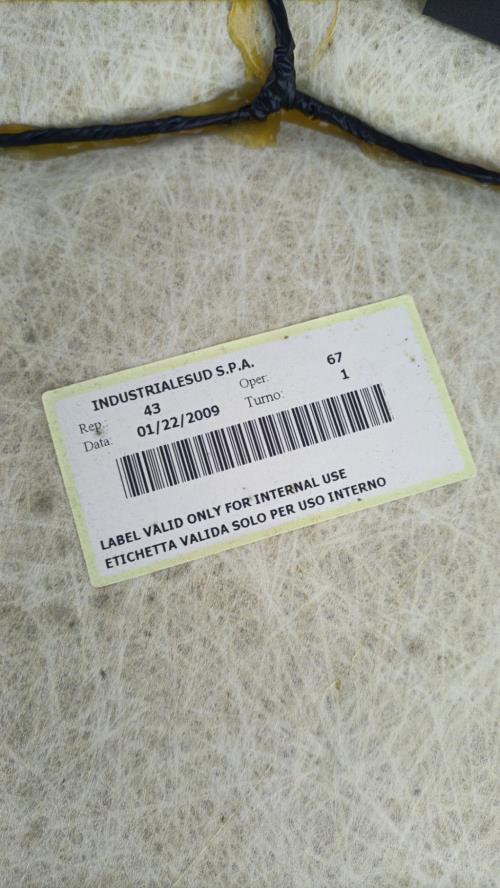 INDUSTRIALESUD S.P.A.
Rep: 43 Oper: 67
Data: 01/22/2009 Turno: 1
LABEL VALID ONLY FOR INTERNAL USE
ETICHETTA VALIDA SOLO PER USO INTERNO